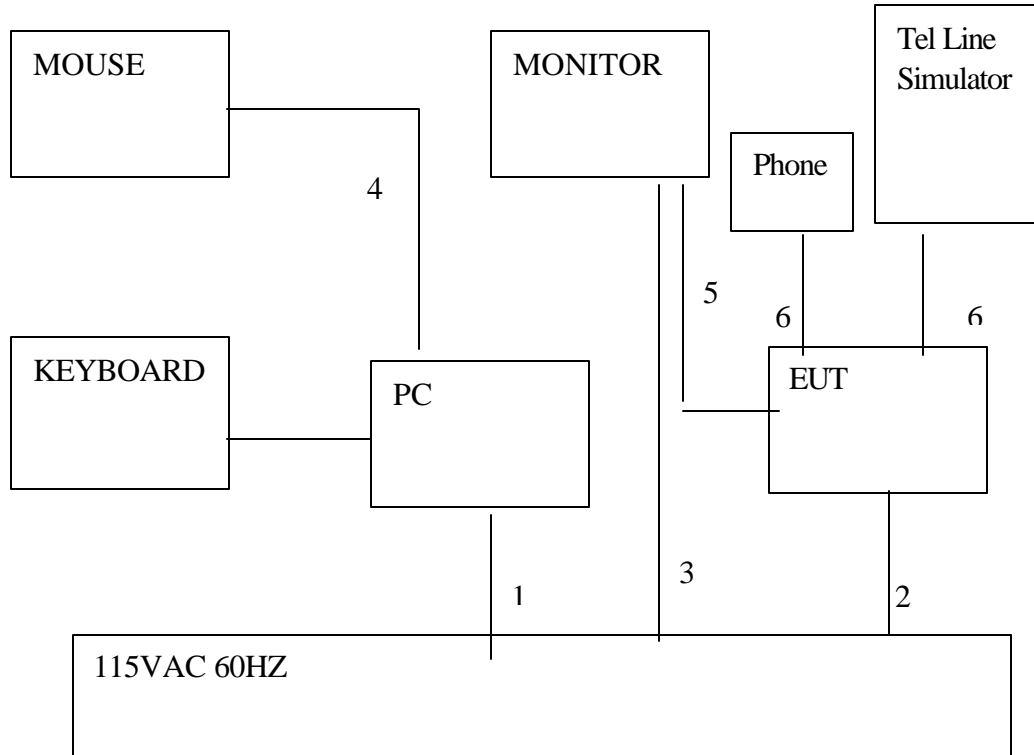 MOUSE
MONITOR
Tel Line
Simulator
Phone
4
5
6
6
KEYBOARD
PC
EUT
3
1
2
115VAC 60HZ